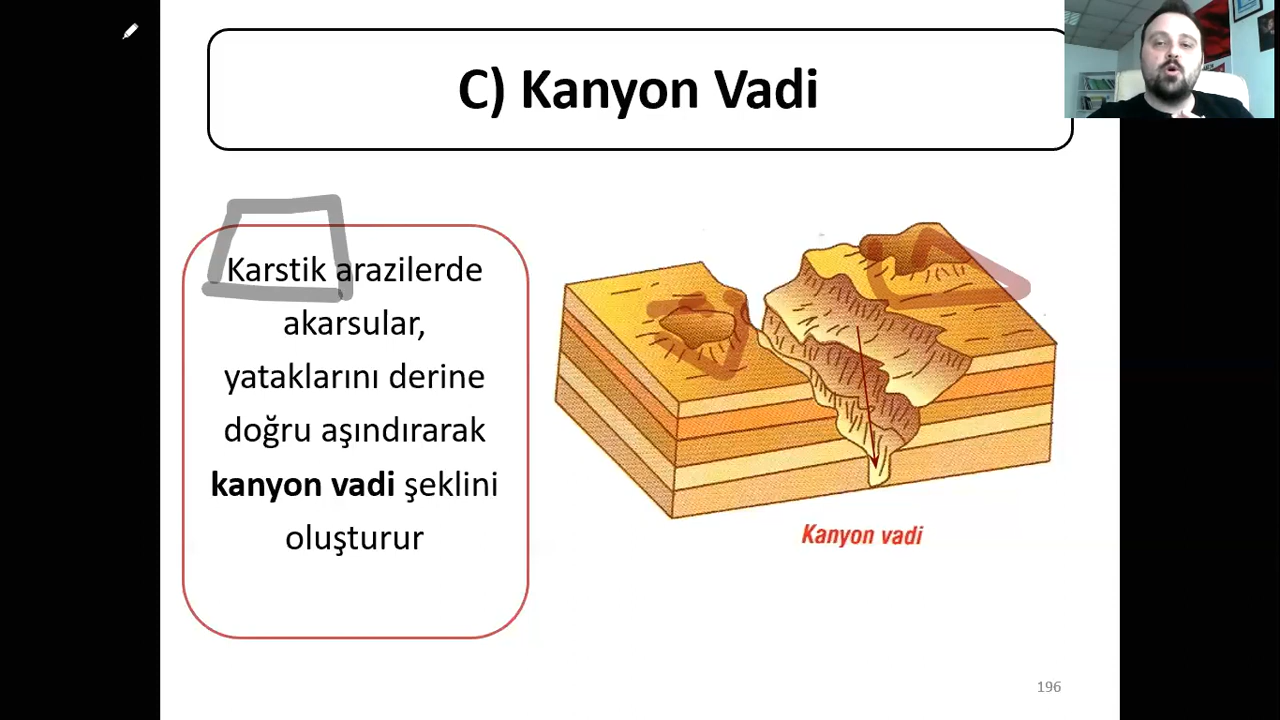 C) Kanyon Vadi
Karstik arazilerde
akarsular,
yataklarını derine
doğru aşındırarak
kanyon vadi şeklini
oluşturur
Kanyon vadi
196